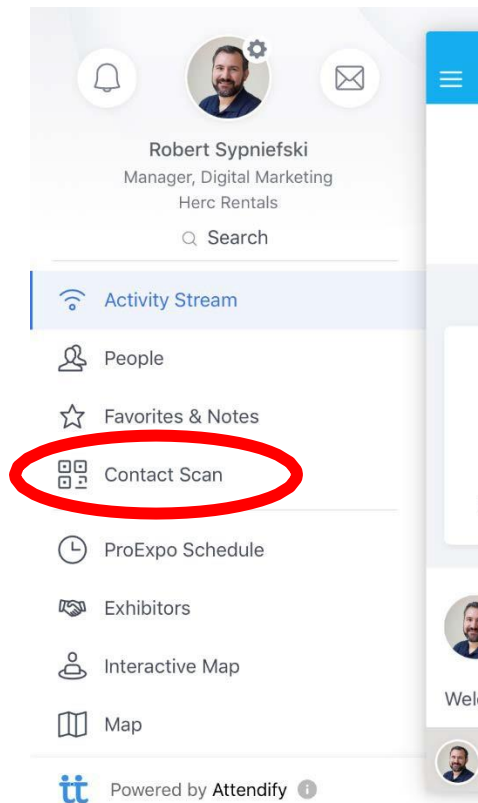 Robert Sypniefski
Manager, Digital Marketing
Herc Rentals
Search
Activity Stream
People
Favorites & Notes
Contact Scan
ProExpo Schedule
Exhibitors
Interactive Map
Map
Powered by Attendify